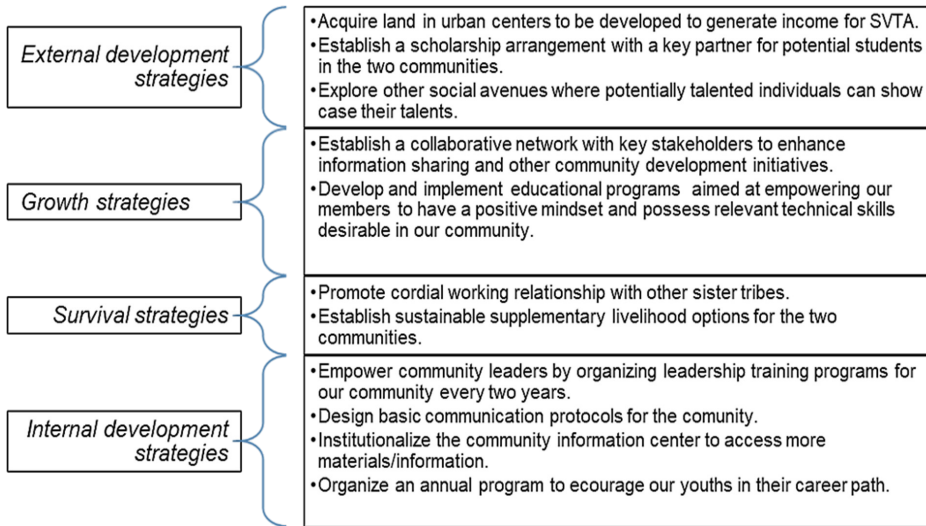 External development
strategies
•Acquire land in urban centers to be developed to generate income for SVTA.
•Establish a scholarship arrangement with a key partner for potential students
in the two communities.
•Explore other social avenues where potentially talented individuals can show
case their talents.
Growth strategies
•Establish a collaborative network with key stakeholders to enhance
information sharing and other community development initiatives.
•Develop and implement educational programs aimed at empowering our
members to have a positive mindset and possess relevant technical skills
desirable in our community.
Survival strategies
•Promote cordial working relationship with other sister tribes.
•Establish sustainable supplementary livelihood options for the two
communities.
Internal development
strategies
•Empower community leaders by organizing leadership training programs for
our community every two years.
•Design basic communication protocols for the comunity.
•Institutionalize the community information center to access more
materials/information.
•Organize an annual program to ecourage our youths in their career path.